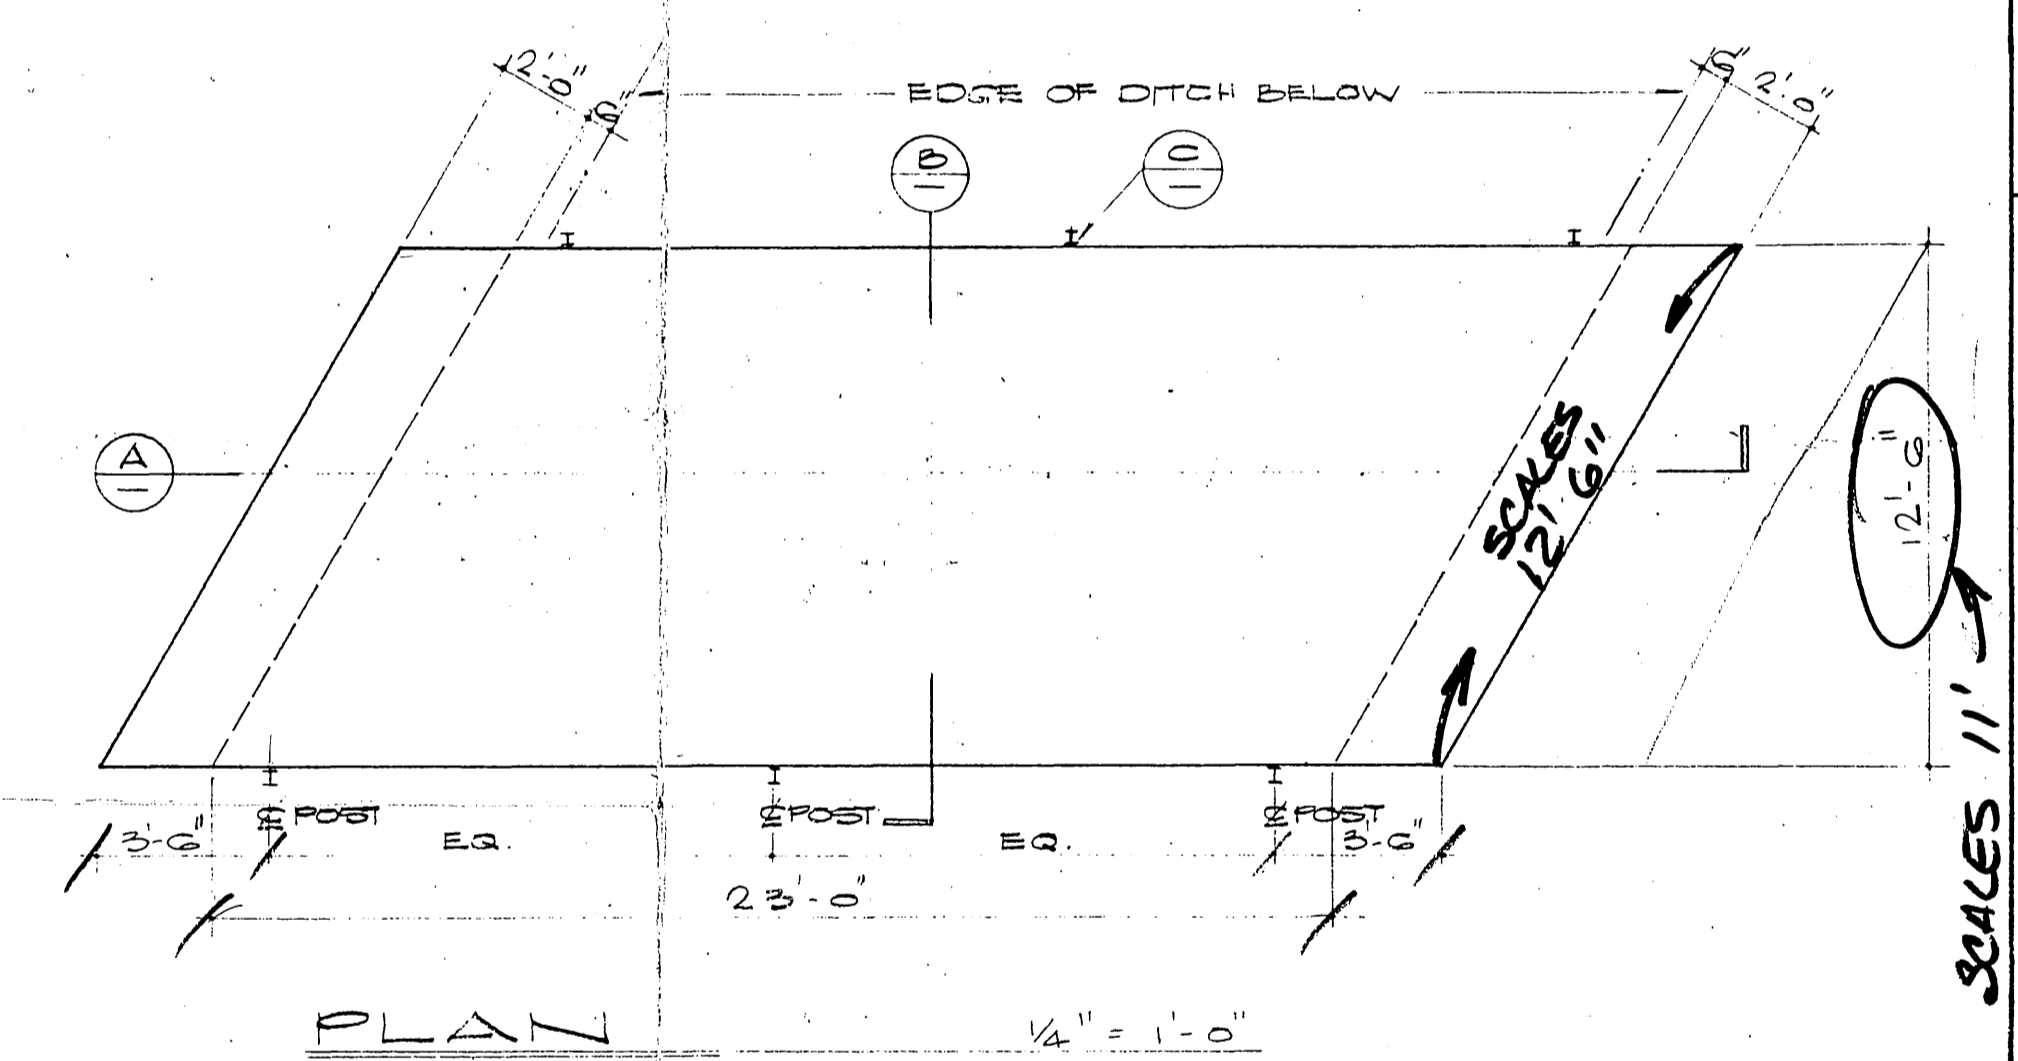 2'-0"
6"
EDGE OF DITCH BELOW
6"
2'-0"
B
C
A
SCALES
12' 6"
12'-6"
SCALES 11'
℄ POST
℄ POST
℄ POST
3'-6"
EQ.
EQ.
3'-6"
23'-0"
PLAN
1/4" = 1'-0"